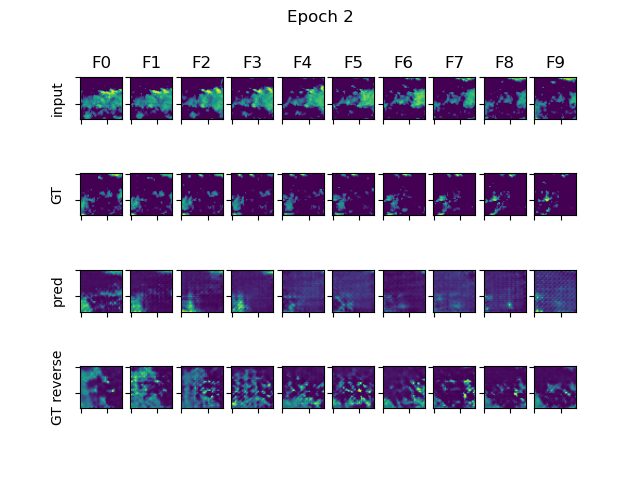 Epoch 2
F0 F1 F2 F3 F4 F5 F6 F7 F8 F9
input
GT
pred
GT reverse